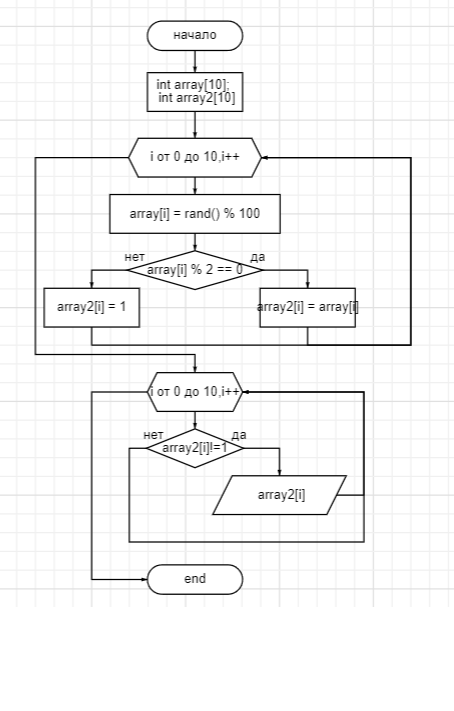 начало
int array[10];
int array2[10]
i от 0 до 10,i++
array[i] = rand() % 100
нет
да
array[i] % 2 == 0
array2[i] = 1
array2[i] = array[i]
i от 0 до 10,i++
нет
да
array2[i]!=1
array2[i]
end